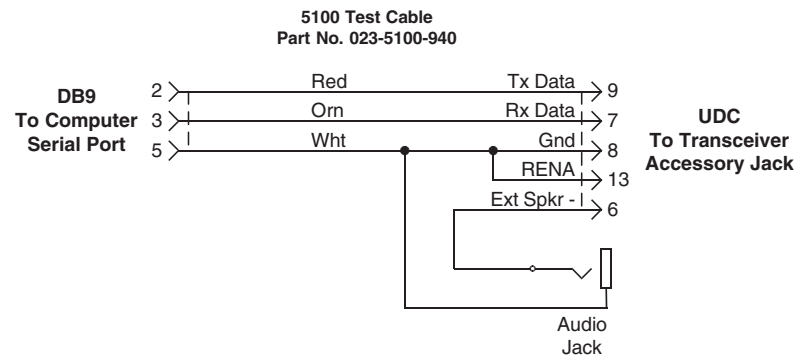 5100 Test Cable
Part No. 023-5100-940
DB9
To Computer
Serial Port
2
Red
Tx Data
9
3
Orn
Rx Data
7
5
Wht
Gnd
8
RENA
13
Ext Spkr -
6
UDC
To Transceiver
Accessory Jack
Audio
Jack